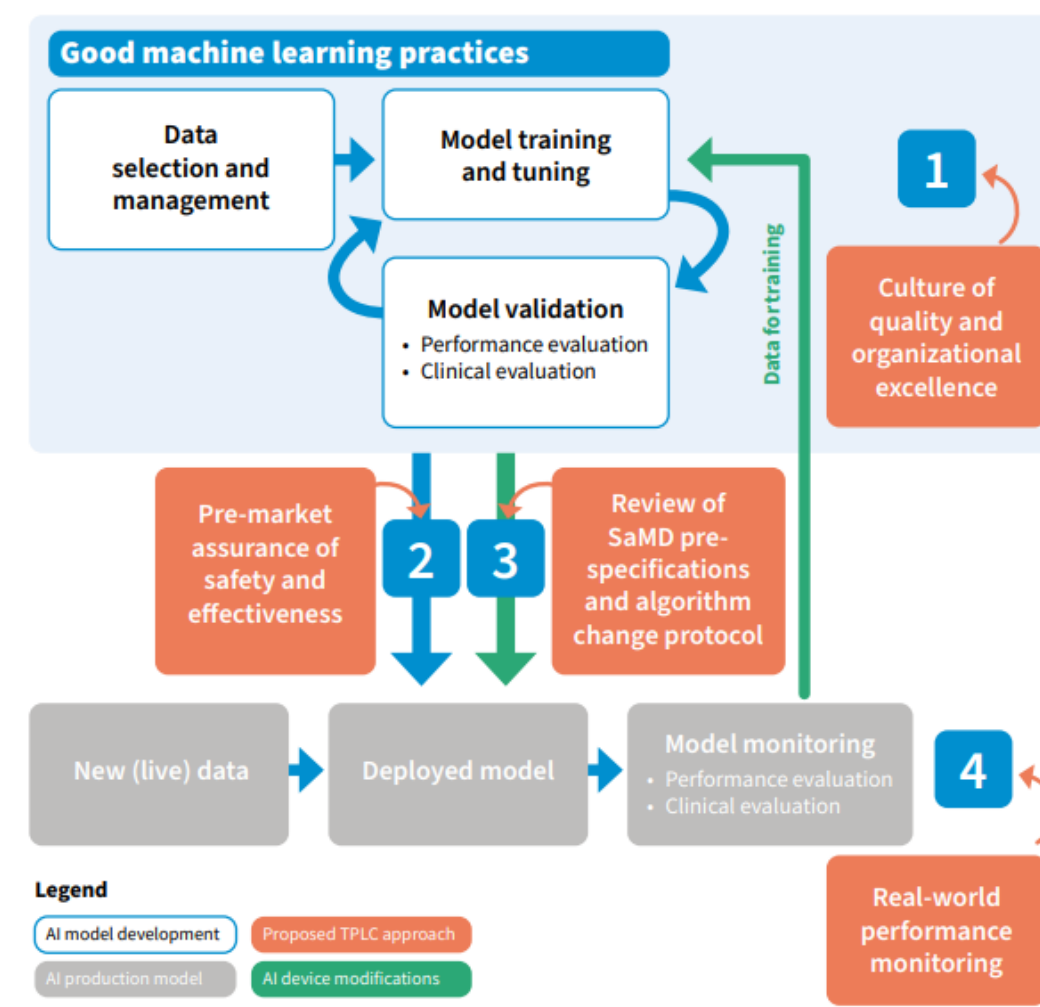 Good machine learning practices
Data
selection and
management
Model training
and tuning
Model validation
• Performance evaluation
• Clinical evaluation
Data for training
1
Culture of
quality and
organizational
excellence
Pre-market
assurance of
safety and
effectiveness
2
3
Review of
SaMD pre-
specifications
and algorithm
change protocol
New (live) data
Deployed model
Model monitoring
• Performance evaluation
• Clinical evaluation
4
Real-world
performance
monitoring
Legend
AI model development
Proposed TPLC approach
AI production model
AI device modifications